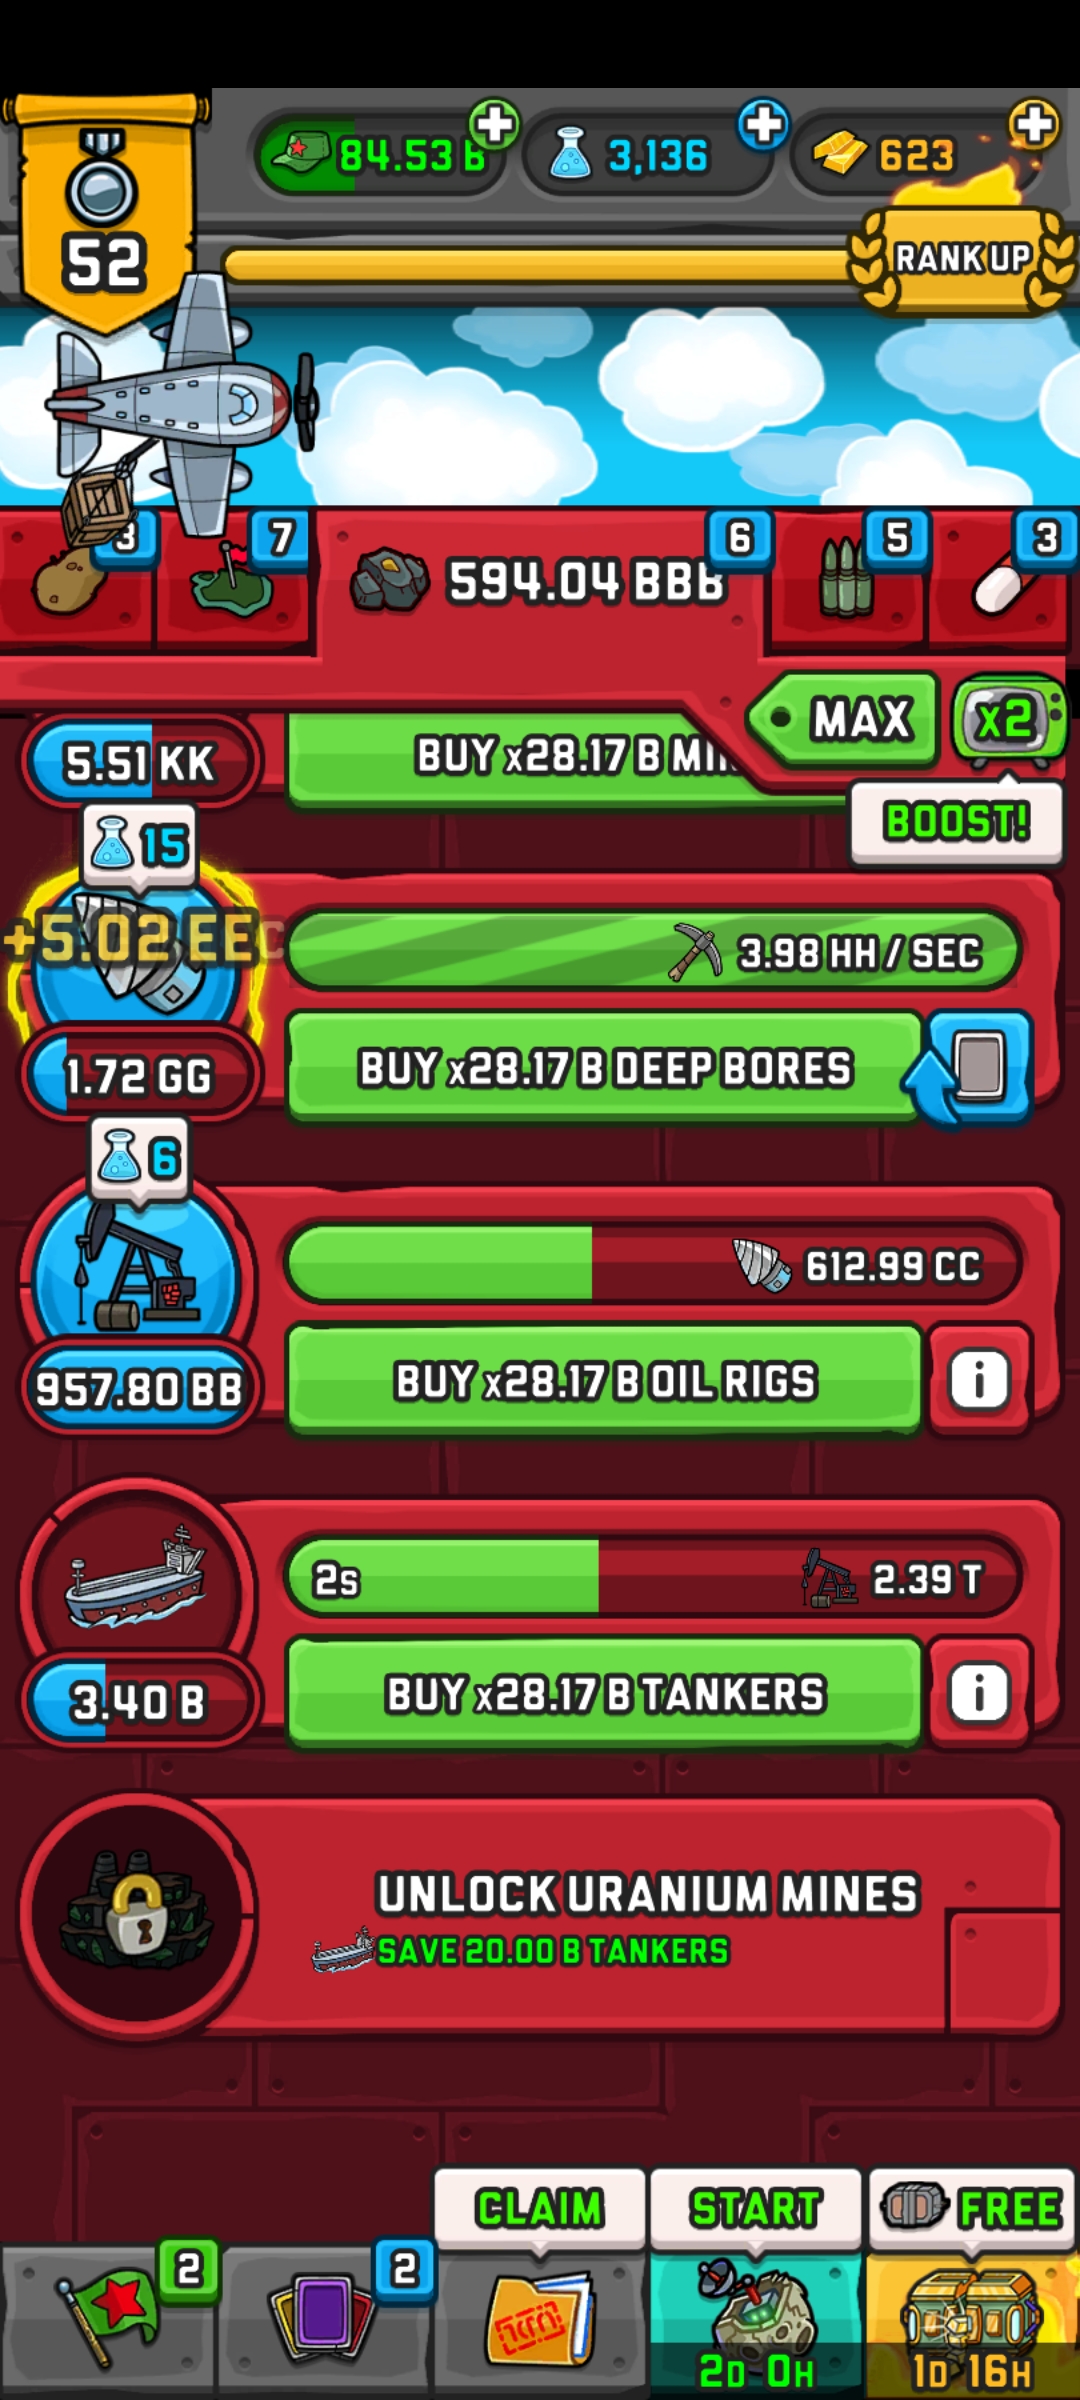 84.53 B
3,136
623
52
RANK UP
3
7
594.04 BBB
6
5
3
MAX
x2
5.51 KK
BUY x28.17 B
BOOST!
15
+5.02 EEC
3.98 HH / SEC
1.72 GG
BUY x28.17 B DEEP BORES
6
612.99 CC
957.80 BB
BUY x28.17 B OIL RIGS
i
2s
2.39 T
3.40 B
BUY x28.17 B TANKERS
i
UNLOCK URANIUM MINES
SAVE 20.00 B TANKERS
CLAIM
START
FREE
2
2
2D 0H
1D 16H